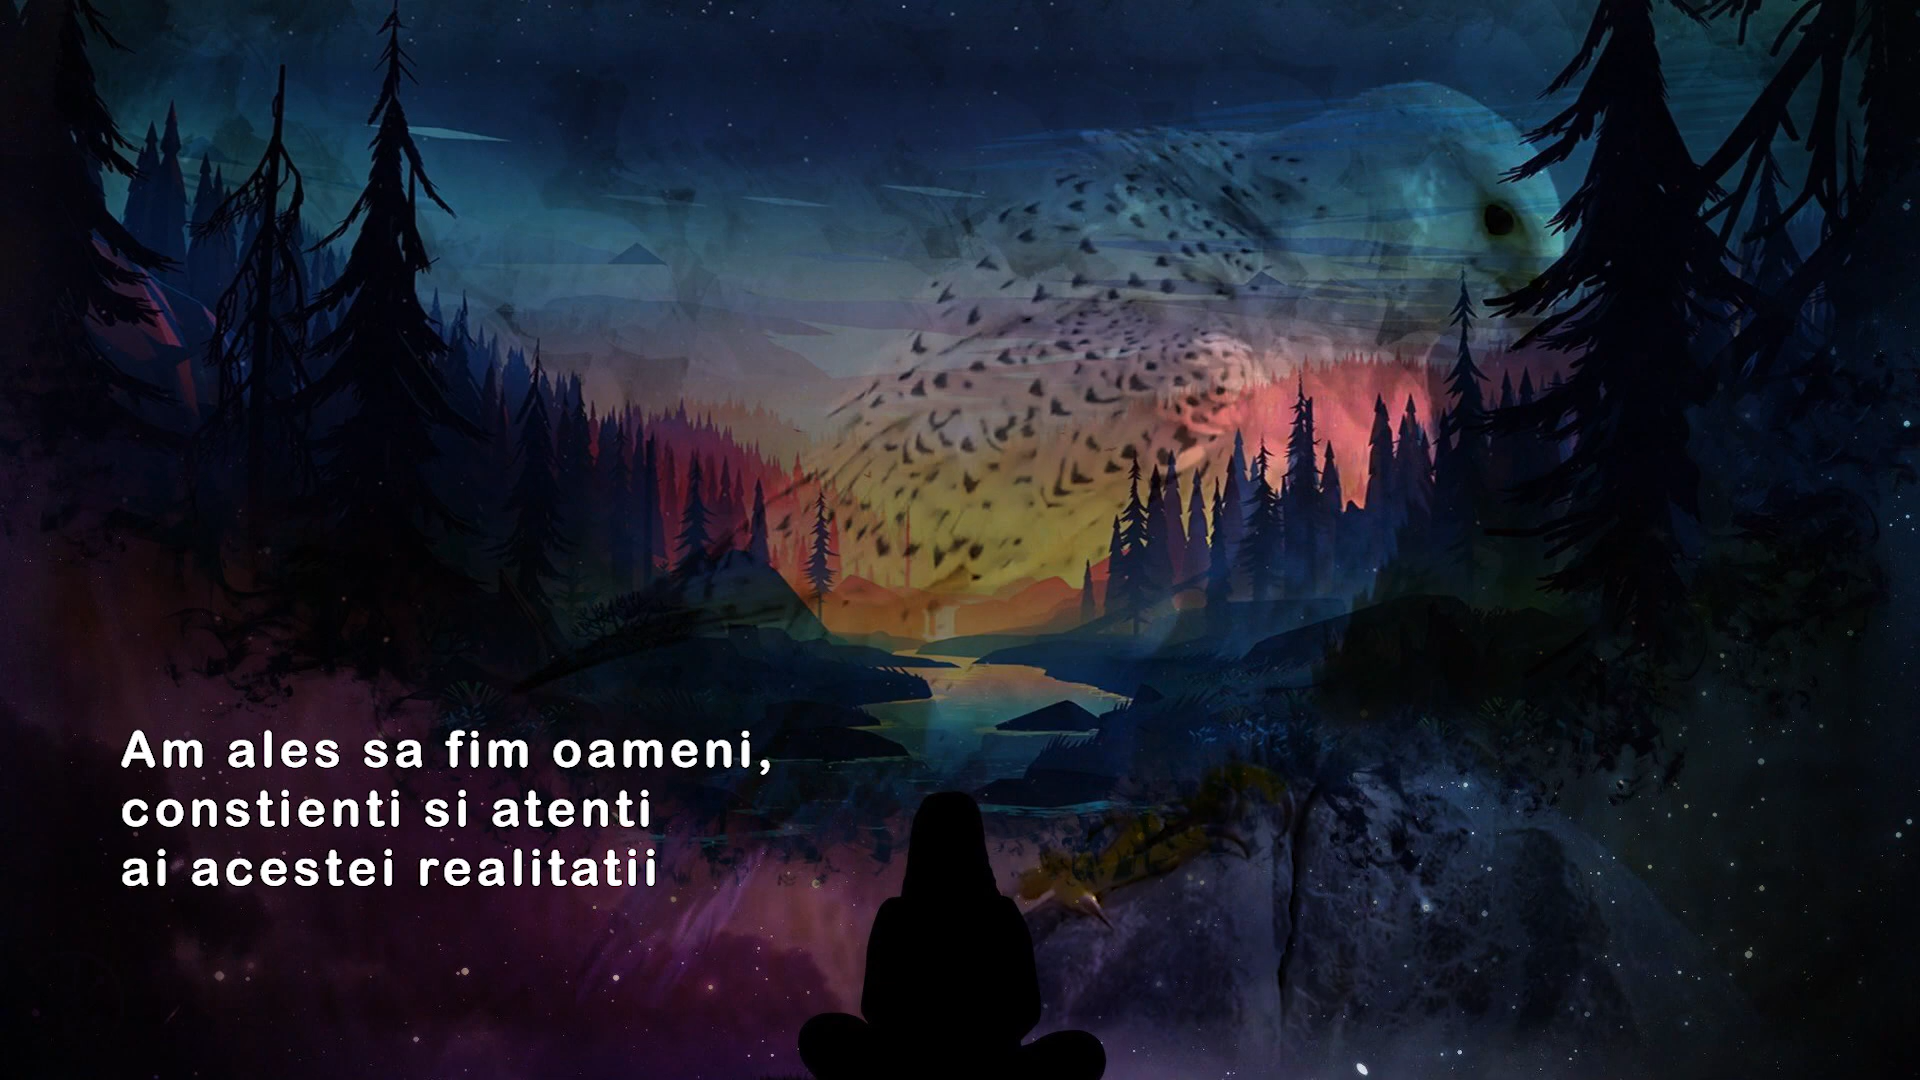 Am ales sa fim oameni,
constienti si atenti
ai acestei realitatii